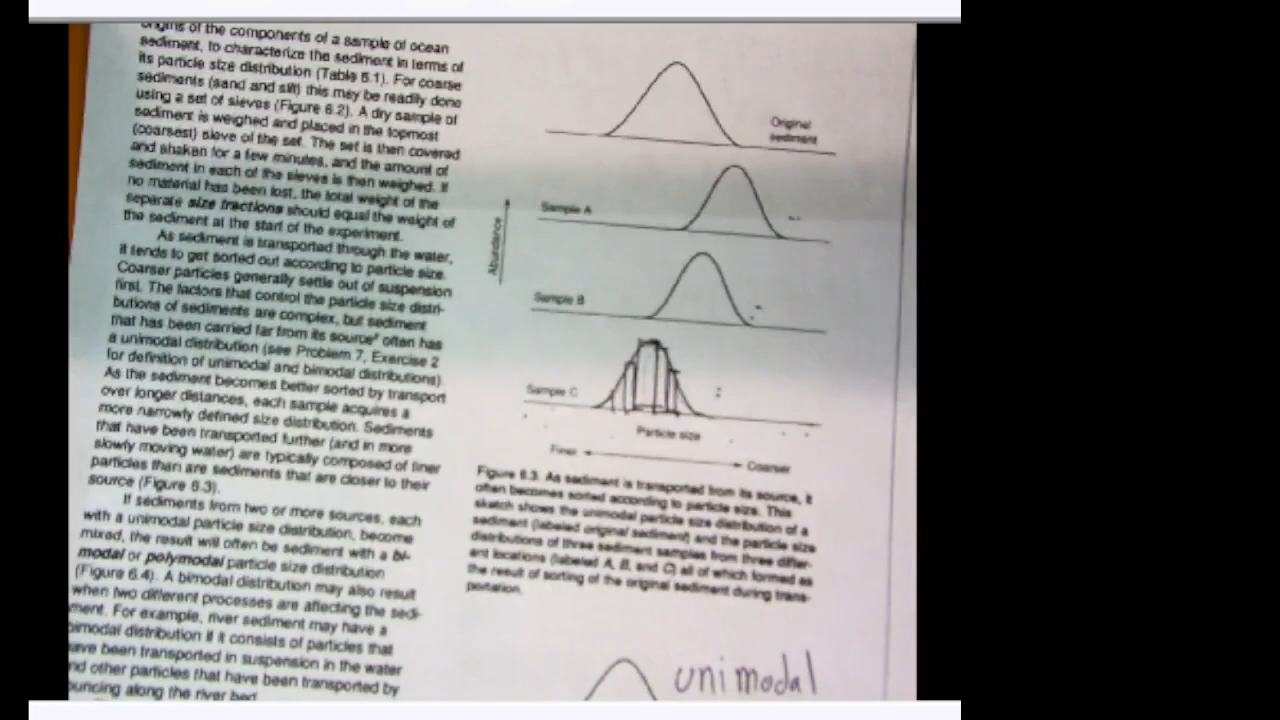 origins of the components of a sample of ocean
sediment, to characterize the sediment in terms of
its particle size distribution (Table 6.1). For coarse
sediments (sand and silt) this may be readily done
using a set of sieves (Figure 6.2). A dry sample of
sediment is weighed and placed in the topmost
(coarsest) sieve of the set. The set is then covered
and shaken for a few minutes, and the amount of
sediment in each of the sieves is then weighed. If
no material has been lost, the total weight of the
separate size fractions should equal the weight of
the sediment at the start of the experiment.
As sediment is transported through the water,
it tends to get sorted out according to particle size.
Coarser particles generally settle out of suspension
first. The factors that control the particle size distri-
butions of sediments are complex, but sediment
that has been carried far from its source² often has
a unimodal distribution (see Problem 7, Exercise 2
for definition of unimodal and bimodal distributions).
As the sediment becomes better sorted by transport
over longer distances, each sample acquires a
more narrowly defined size distribution. Sediments
that have been transported further (and in more
slowly moving water) are typically composed of finer
particles than are sediments that are closer to their
source (Figure 6.3).
If sediments from two or more sources, each
with a unimodal particle size distribution, become
mixed, the result will often be sediment with a bi-
modal or polymodal particle size distribution
(Figure 6.4). A bimodal distribution may also result
when two different processes are affecting the sedi-
ment. For example, river sediment may have a
bimodal distribution if it consists of particles that
have been transported in suspension in the water
and other particles that have been transported by
bouncing along the river bed.
Original
sediment
Sample A
Abundance
Sample B
Sample C
Particle size
Finer
Coarser
Figure 6.3. As sediment is transported from its source, it
often becomes sorted according to particle size. This
sketch shows the unimodal particle size distribution of a
sediment (labeled original sediment) and the particle size
distributions of three sediment samples from three differ-
ent locations (labeled A, B, and C) all of which formed as
the result of sorting of the original sediment during trans-
portation.
unimodal